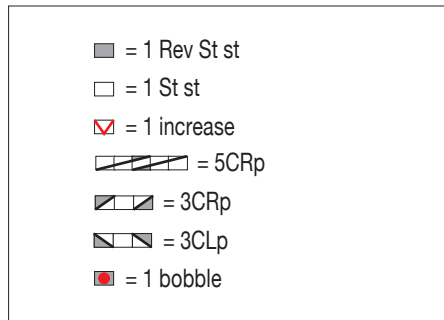 = 1 Rev St st
= 1 St st
= 1 increase
= 5CRp
= 3CRp
= 3CLp
= 1 bobble